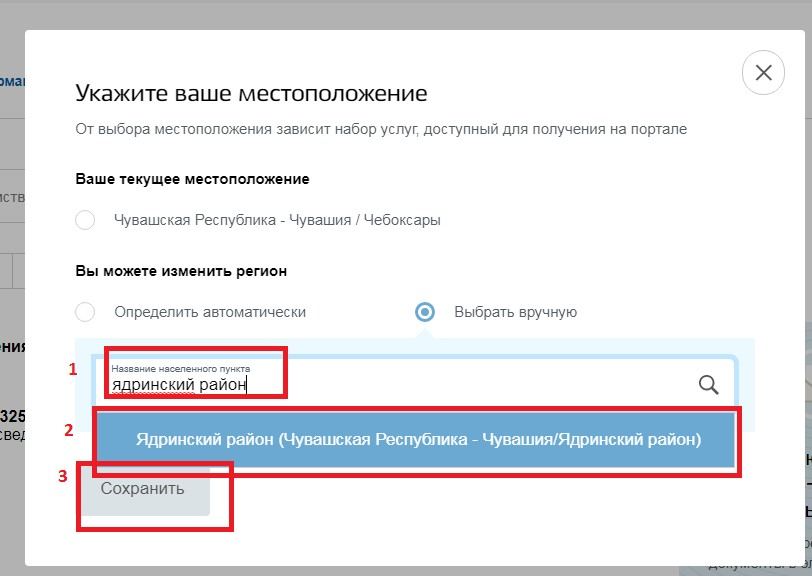 Укажите ваше местоположение
От выбора местоположения зависит набор услуг, доступный для получения на портале
Ваше текущее местоположение
Чувашская Республика - Чувашия / Чебоксары
Вы можете изменить регион
Определить автоматически
Выбрать вручную
1
Название населенного пункта
ядринский район
2
Ядринский район (Чувашская Республика - Чувашия/Ядринский район)
3
Сохранить
325